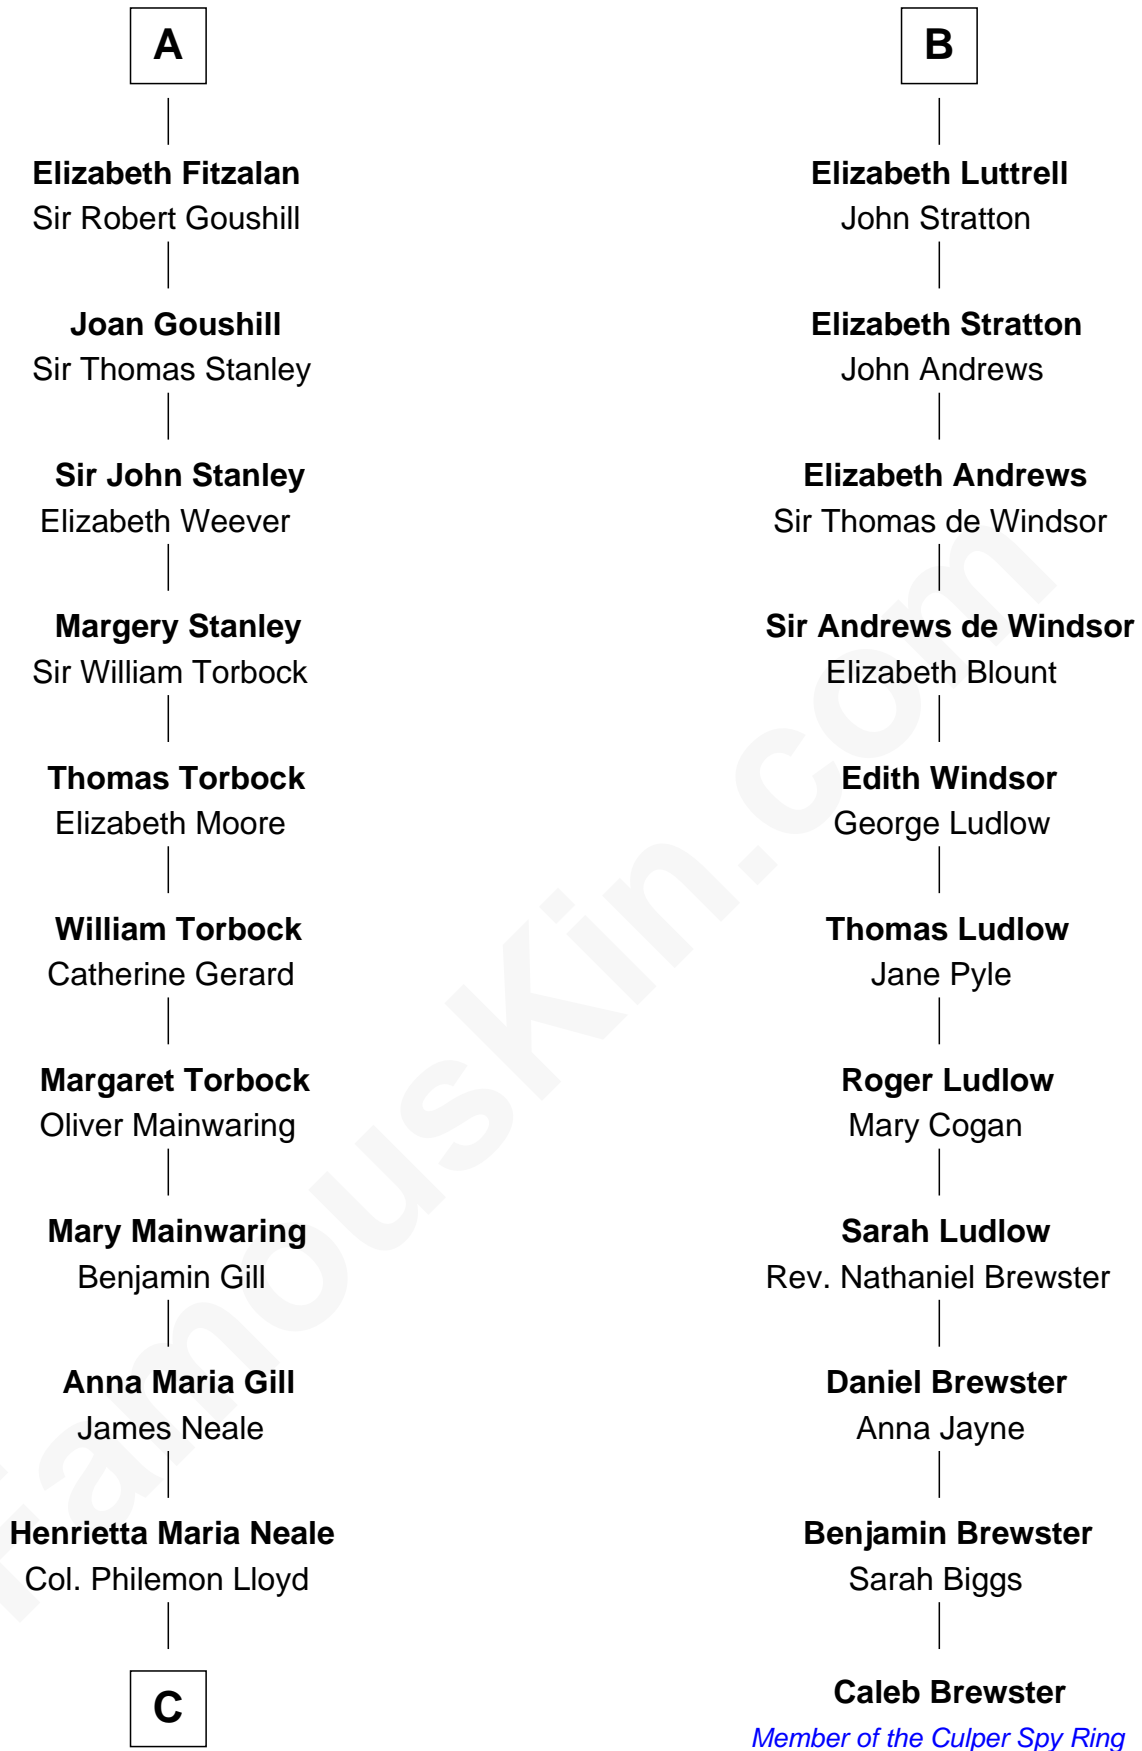 A
Elizabeth Fitzalan
Sir Robert Goushill
Joan Goushill
Sir Thomas Stanley
Sir John Stanley
Elizabeth Weever
Margery Stanley
Sir William Torbock
Thomas Torbock
Elizabeth Moore
William Torbock
Catherine Gerard
Margaret Torbock
Oliver Mainwaring
Mary Mainwaring
Benjamin Gill
Anna Maria Gill
James Neale
Henrietta Maria Neale
Col. Philemon Lloyd
C
B
Elizabeth Luttrell
John Stratton
Elizabeth Stratton
John Andrews
Elizabeth Andrews
Sir Thomas de Windsor
Sir Andrews de Windsor
Elizabeth Blount
Edith Windsor
George Ludlow
Thomas Ludlow
Jane Pyle
Roger Ludlow
Mary Cogan
Sarah Ludlow
Rev. Nathaniel Brewster
Daniel Brewster
Anna Jayne
Benjamin Brewster
Sarah Biggs
Caleb Brewster
Member of the Culper Spy Ring
FamousKin.com